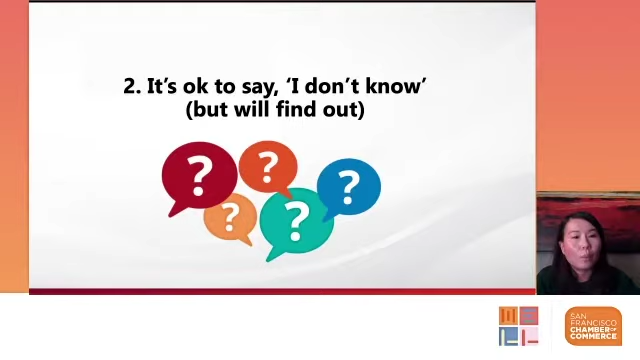 2. It's ok to say, 'I don't know'
(but will find out)
?
?
?
?
?
SAN
FRANCISCO
CHAMBER OF
COMMERCE